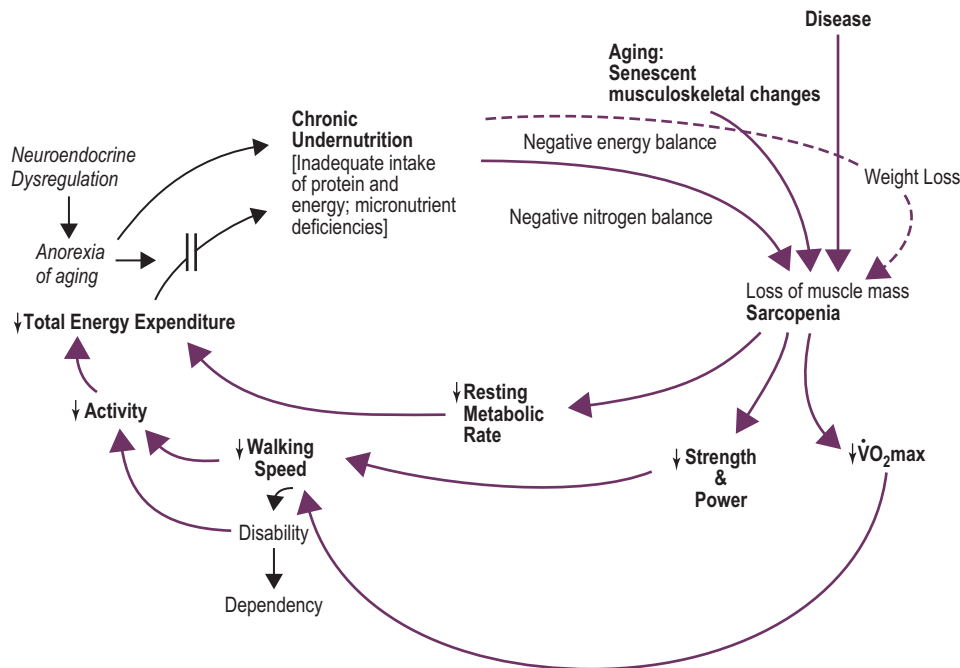 Disease
Aging:
Senescent
musculoskeletal changes
Chronic
Undernutrition
[Inadequate intake
of protein and
energy; micronutrient
deficiencies]
Negative energy balance
Neuroendocrine
Dysregulation
Weight Loss
Negative nitrogen balance
Anorexia
of aging
Loss of muscle mass
Sarcopenia
↓Total Energy Expenditure
↓Resting
Metabolic
Rate
↓Activity
↓Walking
Speed
↓Strength
&
Power
↓V̇O₂max
Disability
Dependency